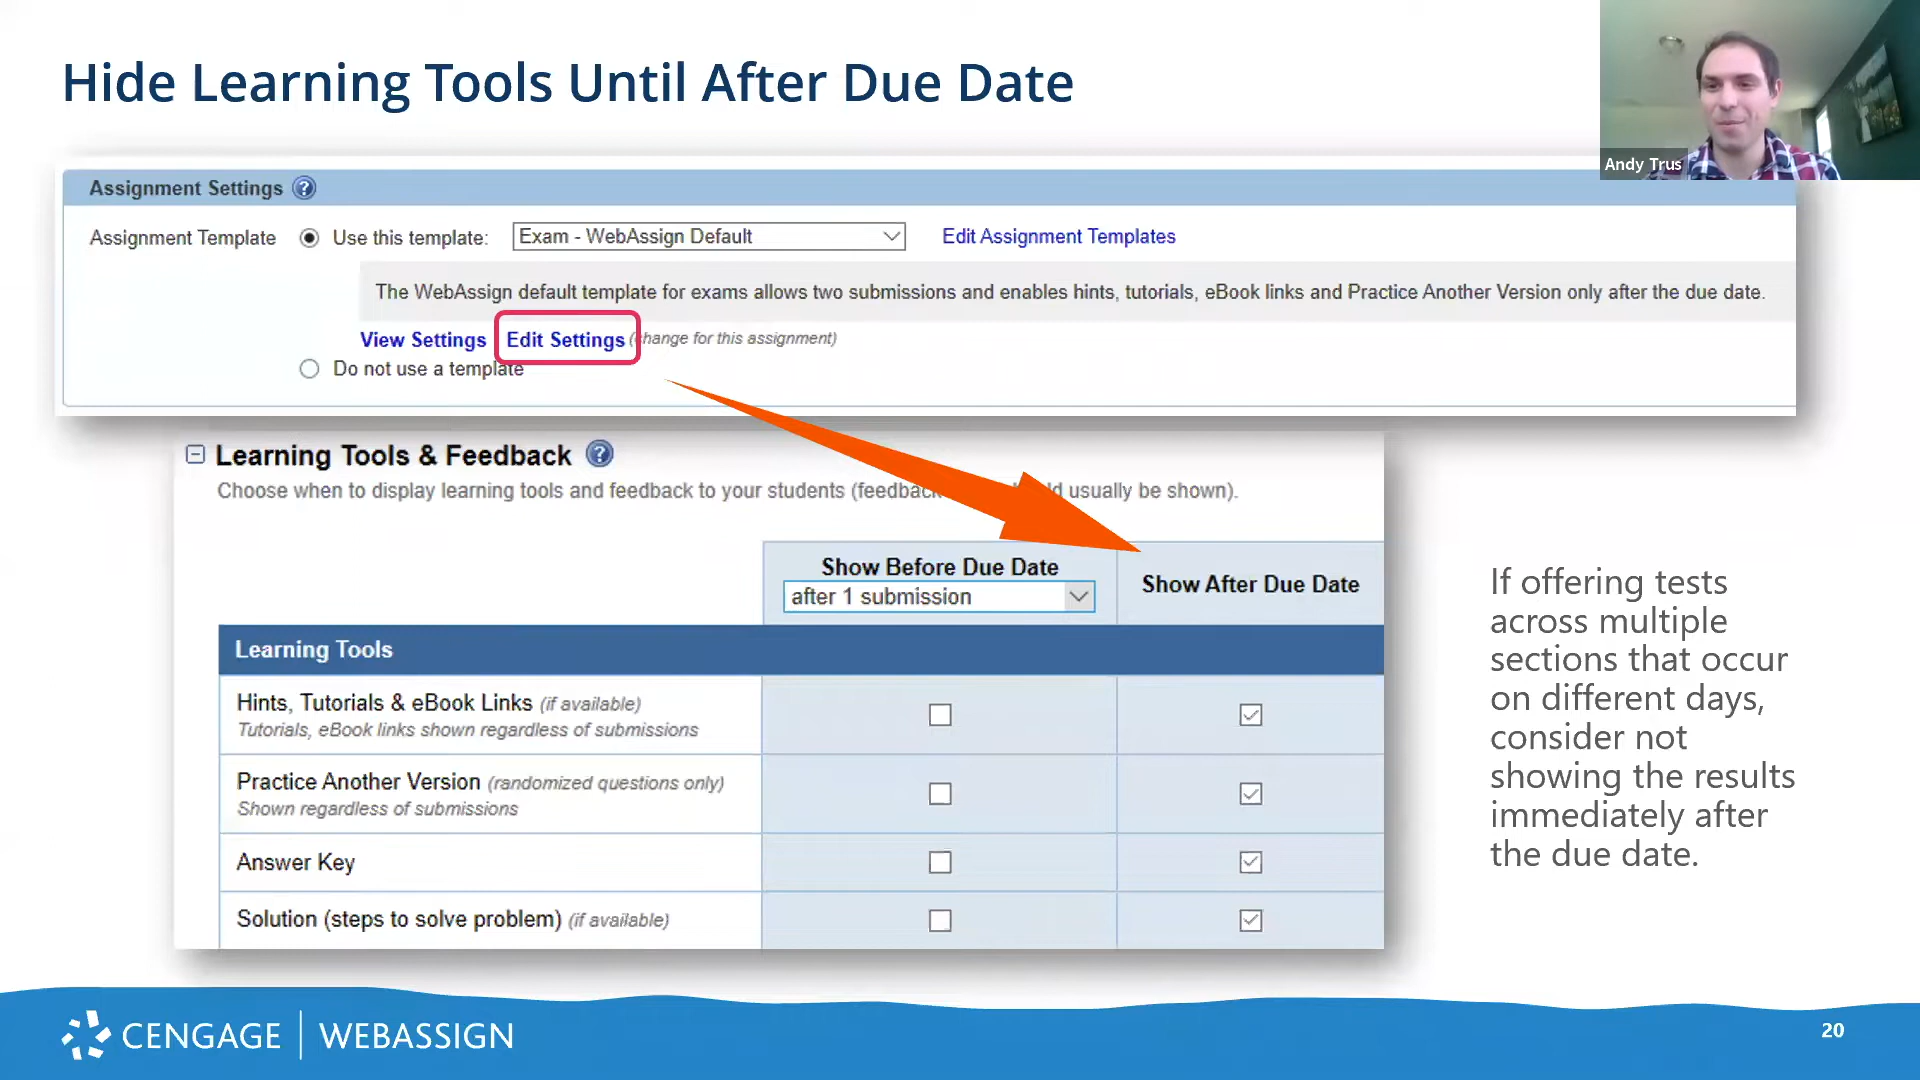 Hide Learning Tools Until After Due Date
Andy Trus
Assignment Settings ?
Assignment Template Use this template: Exam - WebAssign Default Edit Assignment Templates
The WebAssign default template for exams allows two submissions and enables hints, tutorials, eBook links and Practice Another Version only after the due date.
View Settings Edit Settings (change for this assignment)
Do not use a template
Learning Tools & Feedback ?
Choose when to display learning tools and feedback to your students (feedback usually be shown).
Show Before Due Date
after 1 submission
Show After Due Date
Learning Tools
Hints, Tutorials & eBook Links (if available)
Tutorials, eBook links shown regardless of submissions
Practice Another Version (randomized questions only)
Shown regardless of submissions
Answer Key
Solution (steps to solve problem) (if available)
If offering tests
across multiple
sections that occur
on different days,
consider not
showing the results
immediately after
the due date.
CENGAGE | WEBASSIGN
20